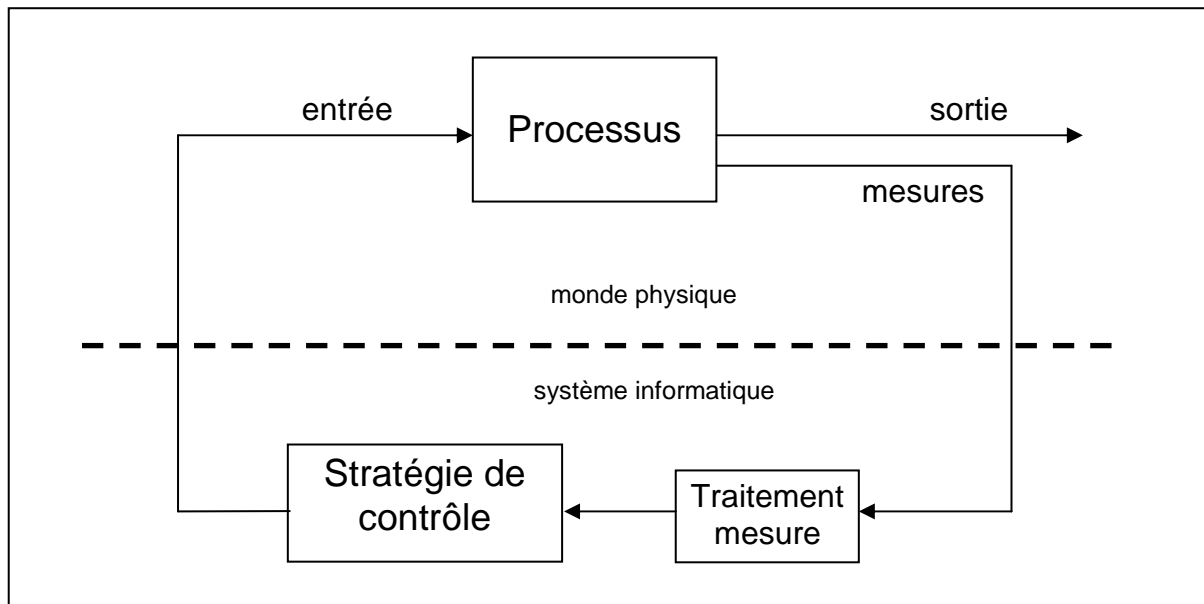 entrée
Processus
sortie
mesures
monde physique
système informatique
Stratégie de
contrôle
Traitement
mesure